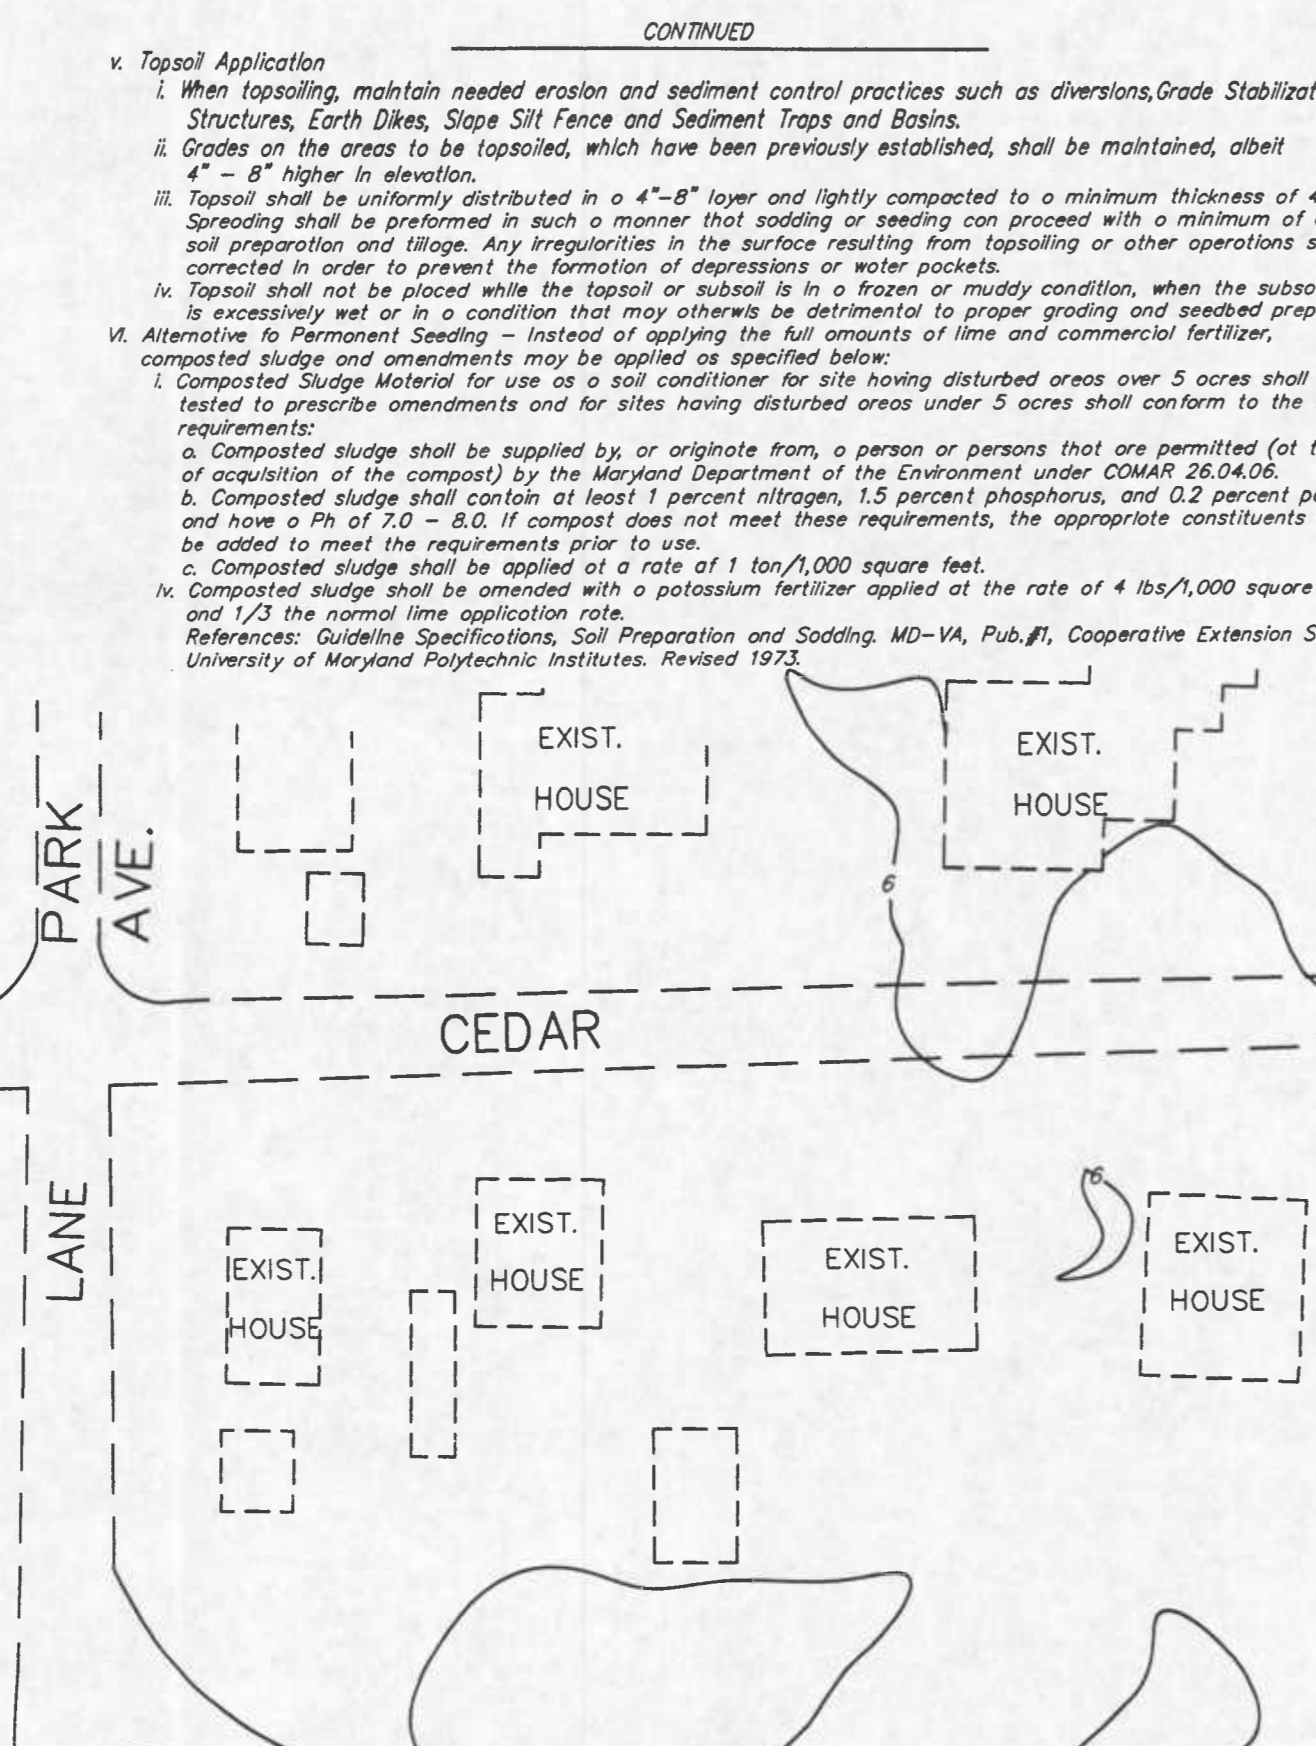 CONTINUED
v. Topsoil Application
i. When topsoiling, maintain needed erosion and sediment control practices such as diversions, Grade Stabilizat
Structures, Earth Dikes, Slope Silt Fence and Sediment Traps and Basins.
ii. Grades on the areas to be topsoiled, which have been previously established, shall be maintained, albeit
4" - 8" higher in elevation.
iii. Topsoil shall be uniformly distributed in a 4"-8" layer and lightly compacted to a minimum thickness of 4
Spreading shall be preformed in such a manner that sodding or seeding can proceed with a minimum of
soil preparation and tillage. Any irregularities in the surface resulting from topsoiling or other operations s
corrected in order to prevent the formation of depressions or water pockets.
iv. Topsoil shall not be placed while the topsoil or subsoil is in a frozen or muddy condition, when the subso
is excessively wet or in a condition that may otherwis be detrimental to proper grading and seedbed prep
VI. Alternative fo Permanent Seeding - Instead of applying the full amounts of lime and commercial fertilizer,
composted sludge and amendments may be applied as specified below:
i. Composted Sludge Material for use as a soil conditioner for site having disturbed areas over 5 acres shall
tested to prescribe amendments and for sites having disturbed areas under 5 acres shall conform to the
requirements:
a. Composted sludge shall be supplied by, or originate from, a person or persons that are permitted (at t
of acquisition of the compost) by the Maryland Department of the Environment under COMAR 26.04.06.
b. Composted sludge shall contain at least 1 percent nitragen, 1.5 percent phosphorus, and 0.2 percent po
and have a Ph of 7.0 - 8.0. If compost does not meet these requirements, the appropriate constituents
be added to meet the requirements prior to use.
c. Composted sludge shall be applied at a rate of 1 ton/1,000 square feet.
iv. Composted sludge shall be amended with a potassium fertilizer applied at the rate of 4 lbs/1,000 square
and 1/3 the normal lime application rate.
References: Guideline Specifications, Soil Preparation and Sodding. MD-VA, Pub.#1, Cooperative Extension S
University of Maryland Polytechnic Institutes. Revised 1973.
EXIST.
HOUSE
EXIST.
HOUSE
PARK
AVE.
6
CEDAR
LANE
6
EXIST.
HOUSE
EXIST.
HOUSE
EXIST.
HOUSE
EXIST.
HOUSE